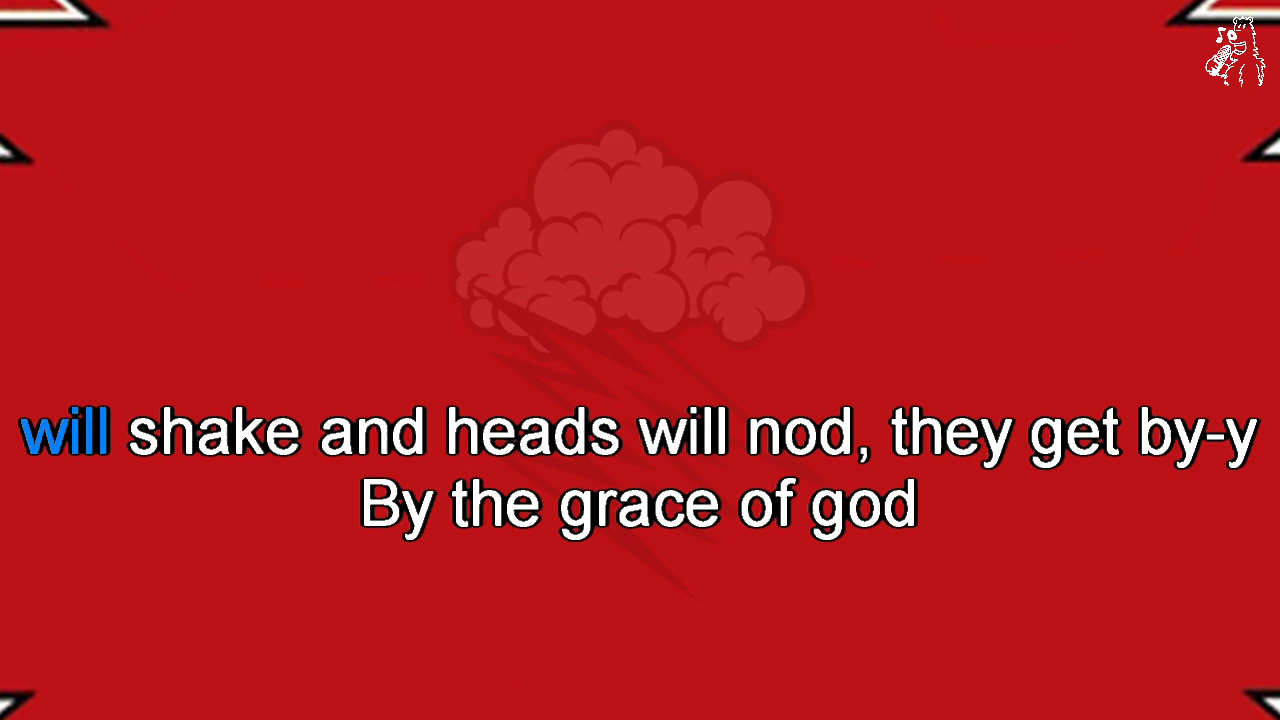 will shake and heads will nod, they get by-y
By the grace of god